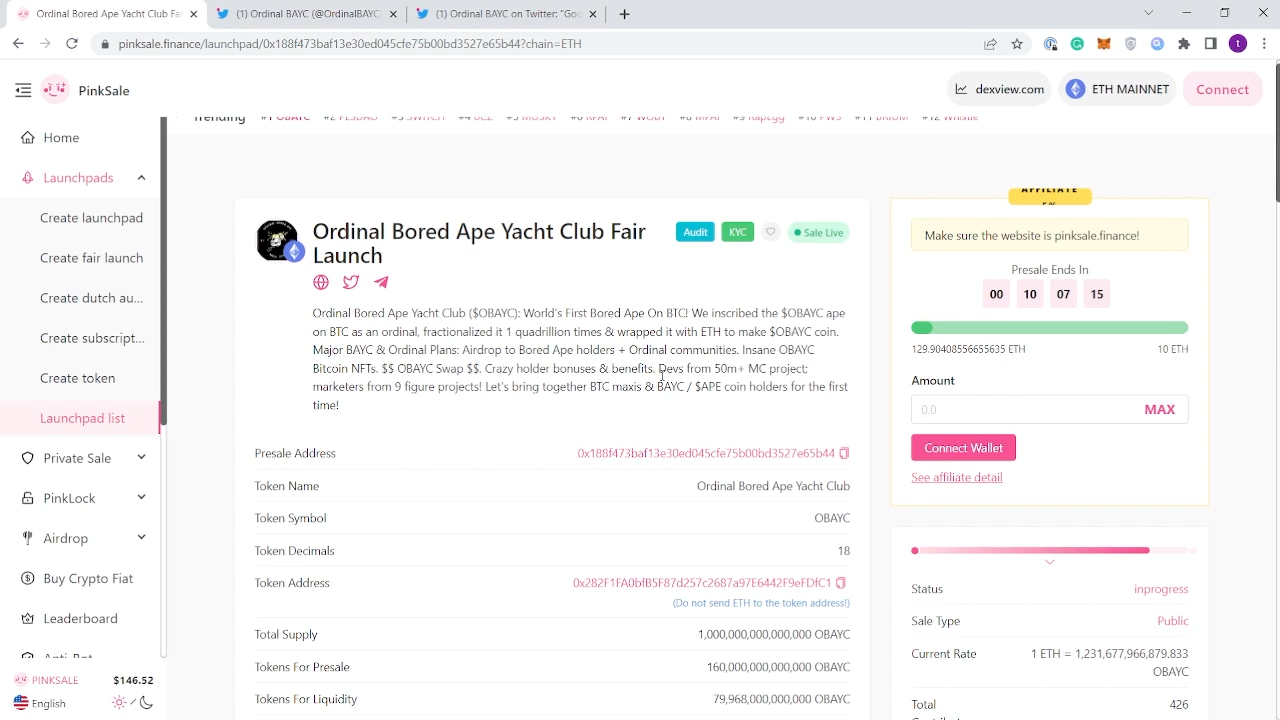 Ordinal Bored Ape Yacht Club Fai
(1) Ordinal BAYC (@OrdinalBAYC)
(1) Ordinal BAYC on Twitter: "Goo
pinksale.finance/launchpad/0x188f473baf13e30ed045cfe75b00bd3527e65b44?chain=ETH
t
PinkSale
dexview.com
ETH MAINNET
Connect
Trending #1 OBAYC
Home
Launchpads
Create launchpad
Create fair launch
Create dutch au...
Create subscript...
Create token
Launchpad list
Private Sale
PinkLock
Airdrop
Buy Crypto Fiat
Leaderboard
PINKSALE $146.52
English
Ordinal Bored Ape Yacht Club Fair
Launch
Audit
KYC
Sale Live
Ordinal Bored Ape Yacht Club ($OBAYC): World's First Bored Ape On BTC! We inscribed the $OBAYC ape
on BTC as an ordinal, fractionalized it 1 quadrillion times & wrapped it with ETH to make $OBAYC coin.
Major BAYC & Ordinal Plans: Airdrop to Bored Ape holders + Ordinal communities. Insane OBAYC
Bitcoin NFTs. $$ OBAYC Swap $$. Crazy holder bonuses & benefits. Devs from 50m+ MC project;
marketers from 9 figure projects! Let's bring together BTC maxis & BAYC / $APE coin holders for the first
time!
Presale Address 0x188f473baf13e30ed045cfe75b00bd3527e65b44
Token Name Ordinal Bored Ape Yacht Club
Token Symbol OBAYC
Token Decimals 18
Token Address 0x282F1FA0bfB5F87d257c2687a97E6442F9eFDfC1
(Do not send ETH to the token address!)
Total Supply 1,000,000,000,000,000 OBAYC
Tokens For Presale 160,000,000,000,000 OBAYC
Tokens For Liquidity 79,968,000,000,000 OBAYC
AFFILIATE
5%
Make sure the website is pinksale.finance!
Presale Ends In
00 10 07 15
129.90408556655635 ETH 10 ETH
Amount
0.0 MAX
Connect Wallet
See affiliate detail
Status inprogress
Sale Type Public
Current Rate 1 ETH = 1,231,677,966,879.833
OBAYC
Total 426